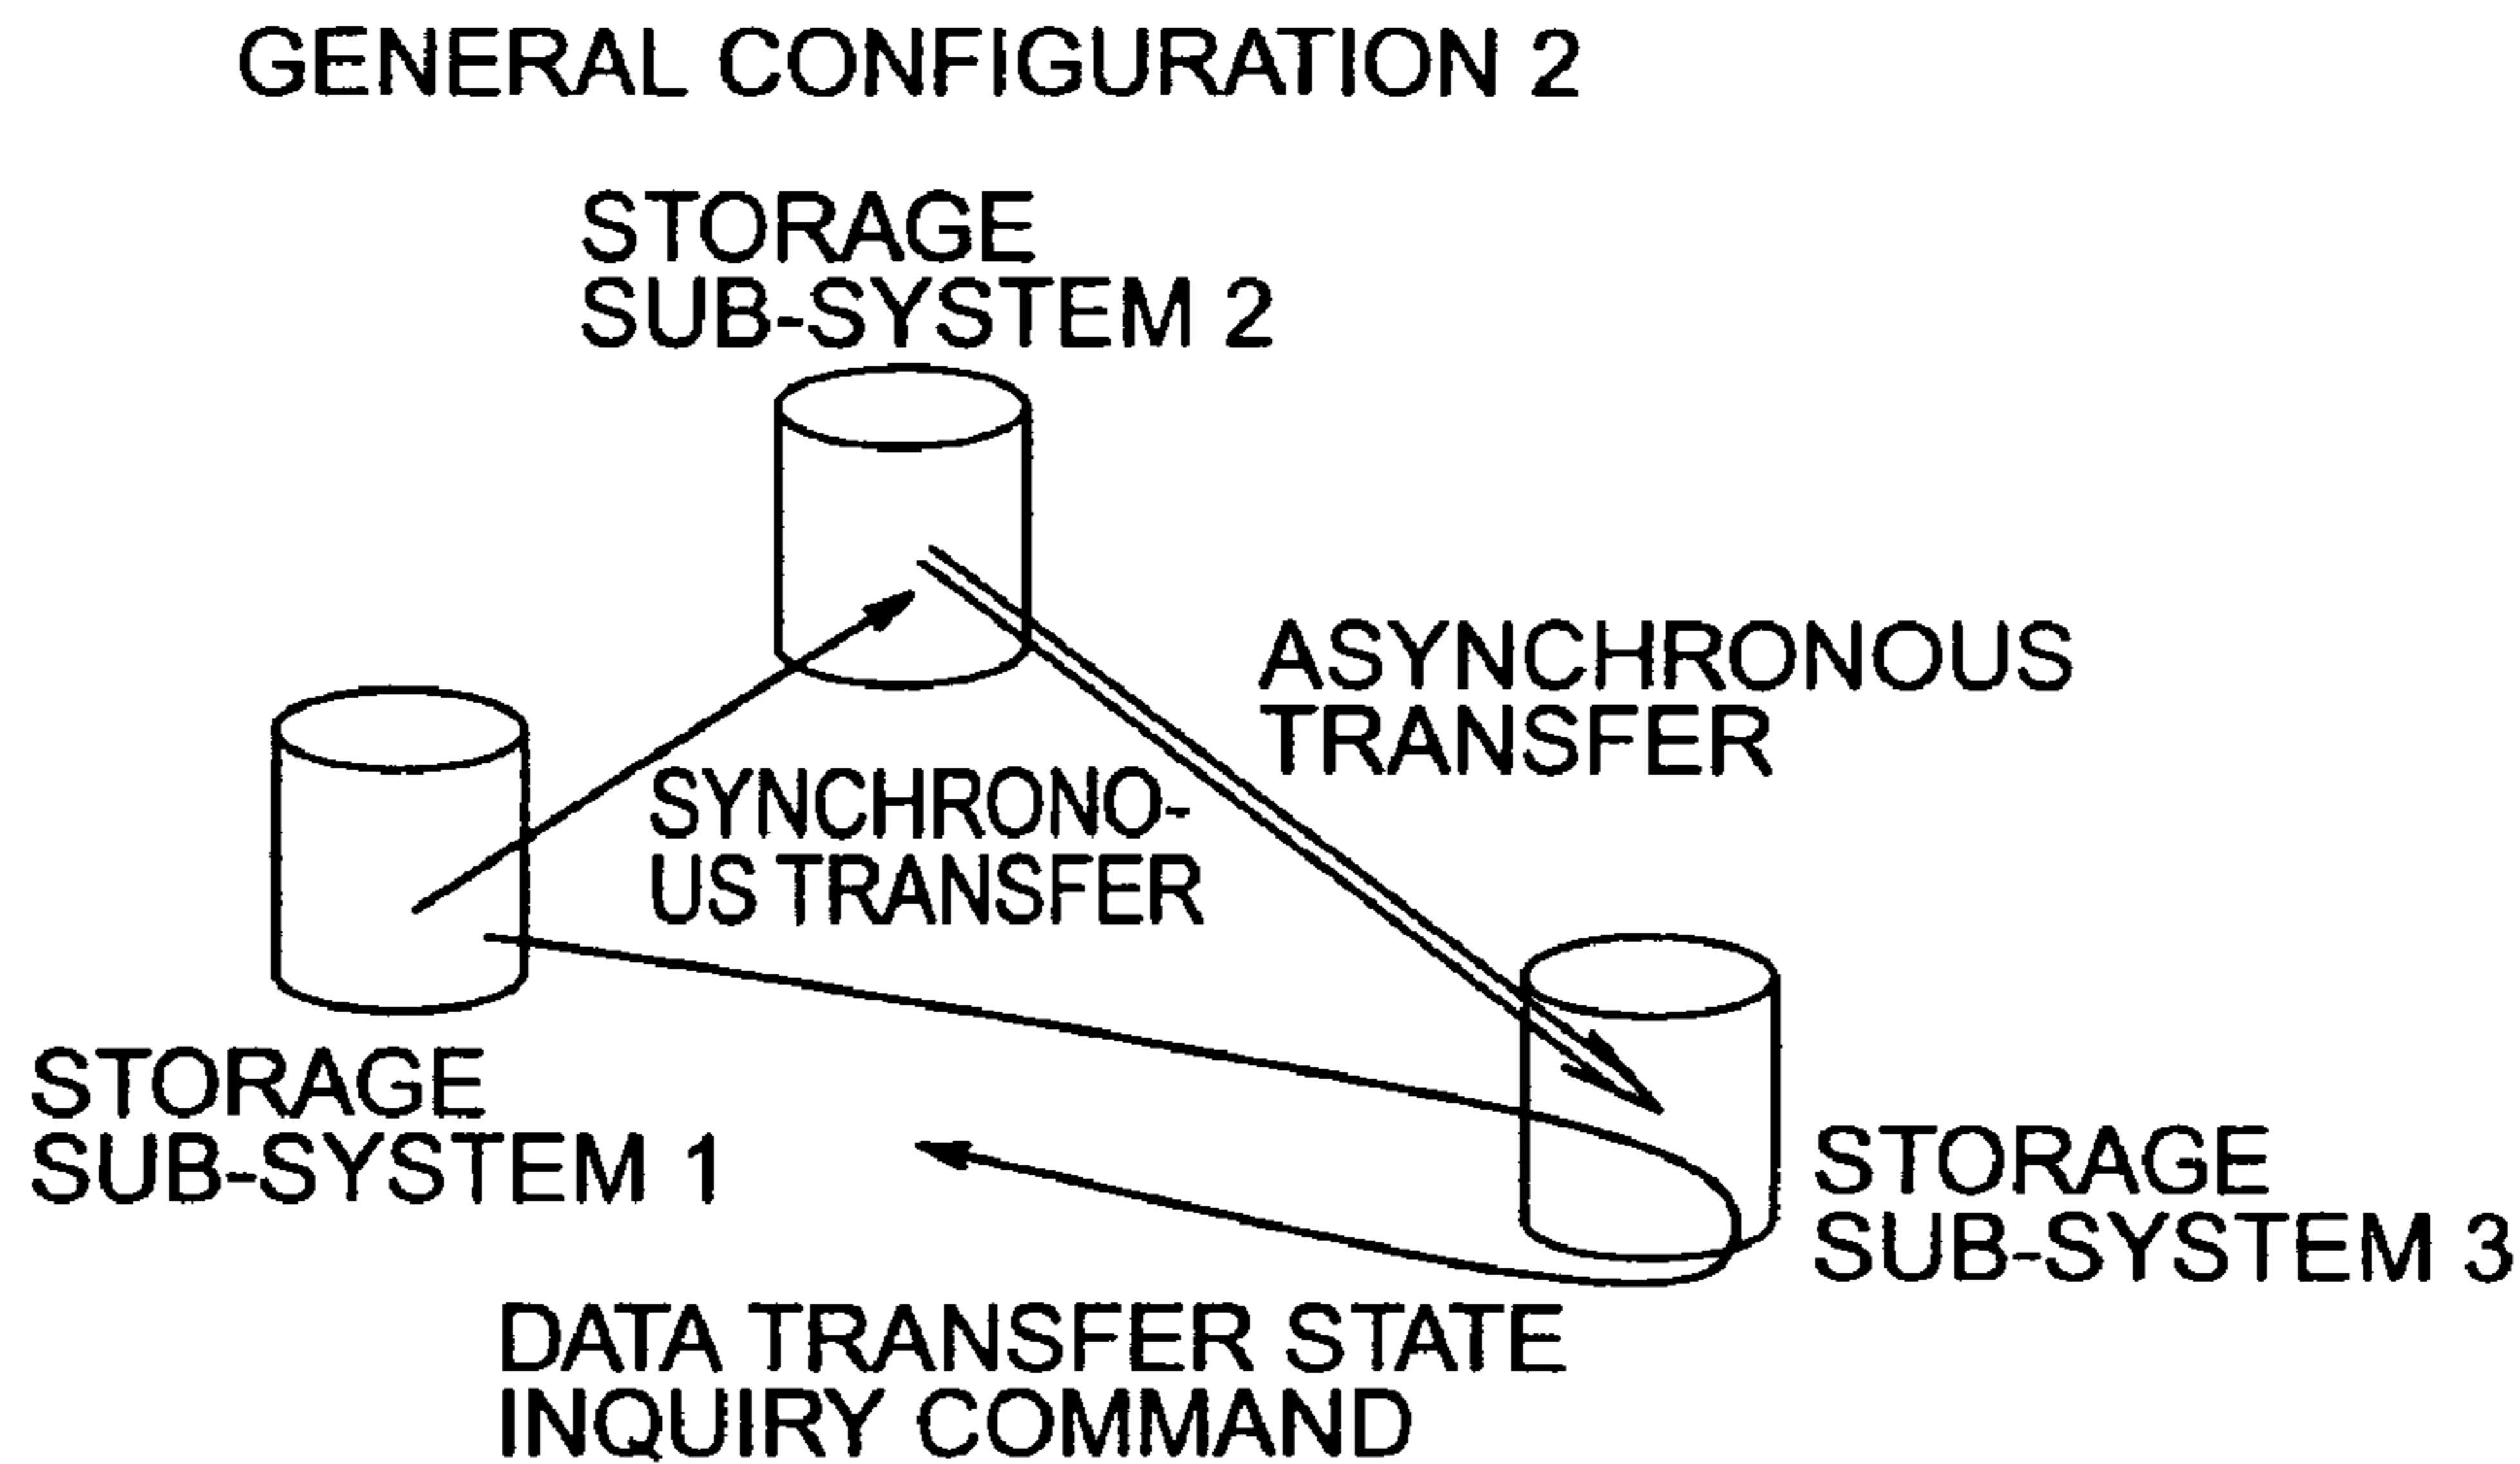 GENERAL CONFIGURATION 2
STORAGE
SUB-SYSTEM 2
ASYNCHRONOUS
TRANSFER
SYNCHRONO-
US TRANSFER
STORAGE
SUB-SYSTEM 1
STORAGE
SUB-SYSTEM 3
DATA TRANSFER STATE
INQUIRY COMMAND